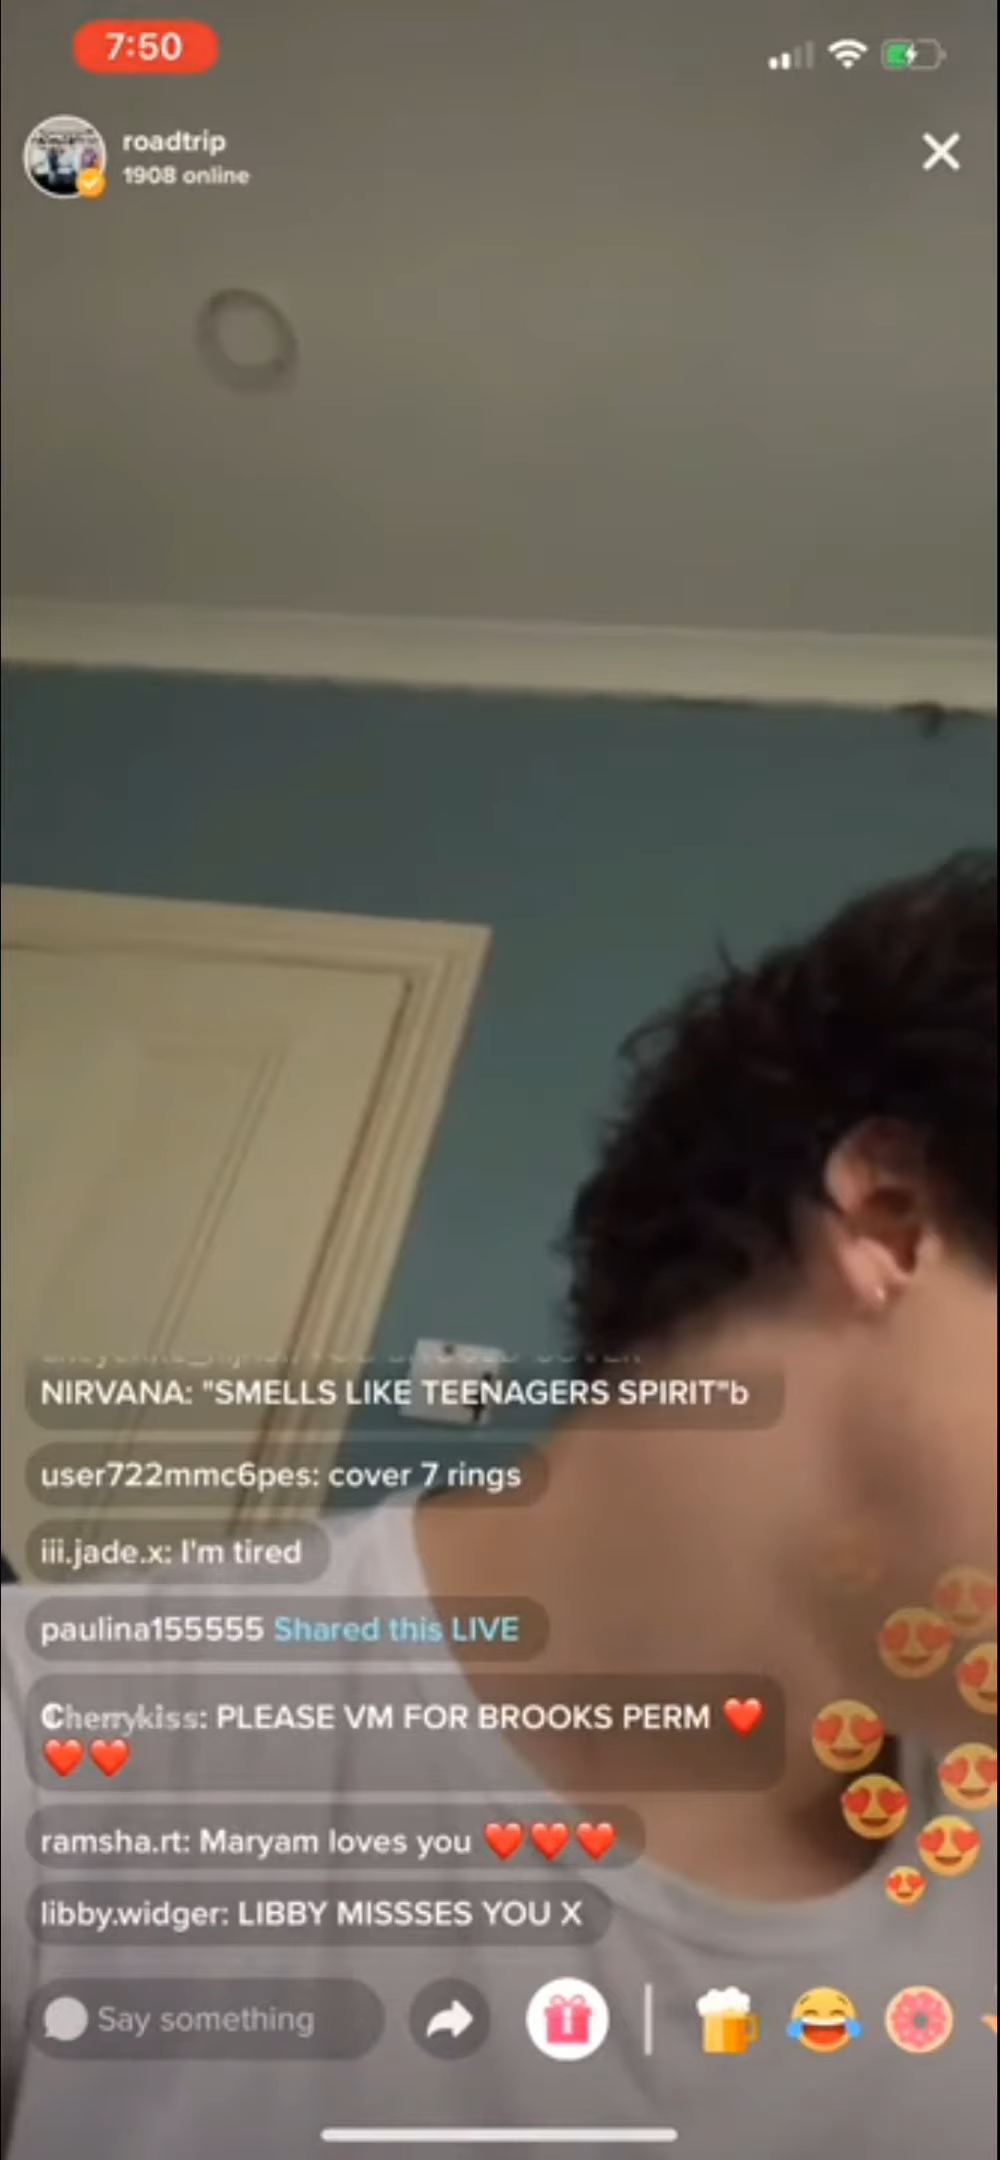 7:50
roadtrip
1908 online
NIRVANA: "SMELLS LIKE TEENAGERS SPIRIT"b
user722mmc6pes: cover 7 rings
iii.jade.x: I'm tired
paulina155555 Shared this LIVE
Cherrykiss: PLEASE VM FOR BROOKS PERM ❤️
❤️❤️
ramsha.rt: Maryam loves you ❤️❤️❤️
libby.widger: LIBBY MISSSES YOU X
Say something